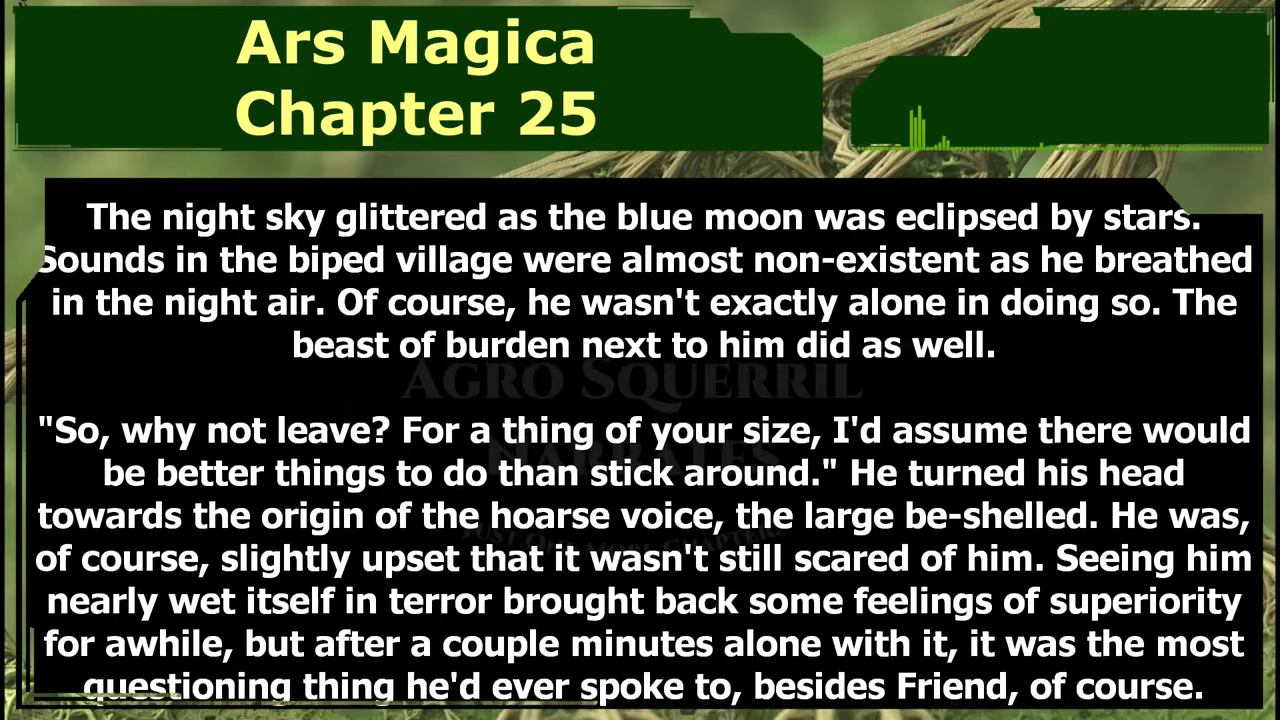 Ars Magica
Chapter 25
The night sky glittered as the blue moon was eclipsed by stars.
Sounds in the biped village were almost non-existent as he breathed
in the night air. Of course, he wasn't exactly alone in doing so. The
beast of burden next to him did as well.
AGRO SQUERRIL
NARRATES
JUST ONE MORE CHAPTER
"So, why not leave? For a thing of your size, I'd assume there would
be better things to do than stick around." He turned his head
towards the origin of the hoarse voice, the large be-shelled. He was,
of course, slightly upset that it wasn't still scared of him. Seeing him
nearly wet itself in terror brought back some feelings of superiority
for awhile, but after a couple minutes alone with it, it was the most
questioning thing he'd ever spoke to, besides Friend, of course.